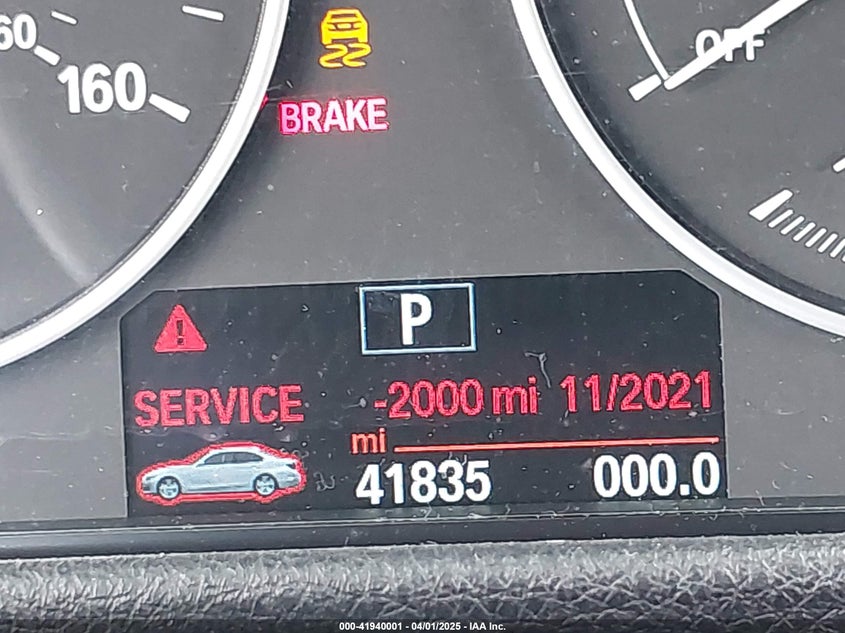 60
160
OFF
BRAKE
P
SERVICE -2000 mi 11/2021
mi
41835 000.0
000-41940001 - 04/01/2025 - IAA Inc.